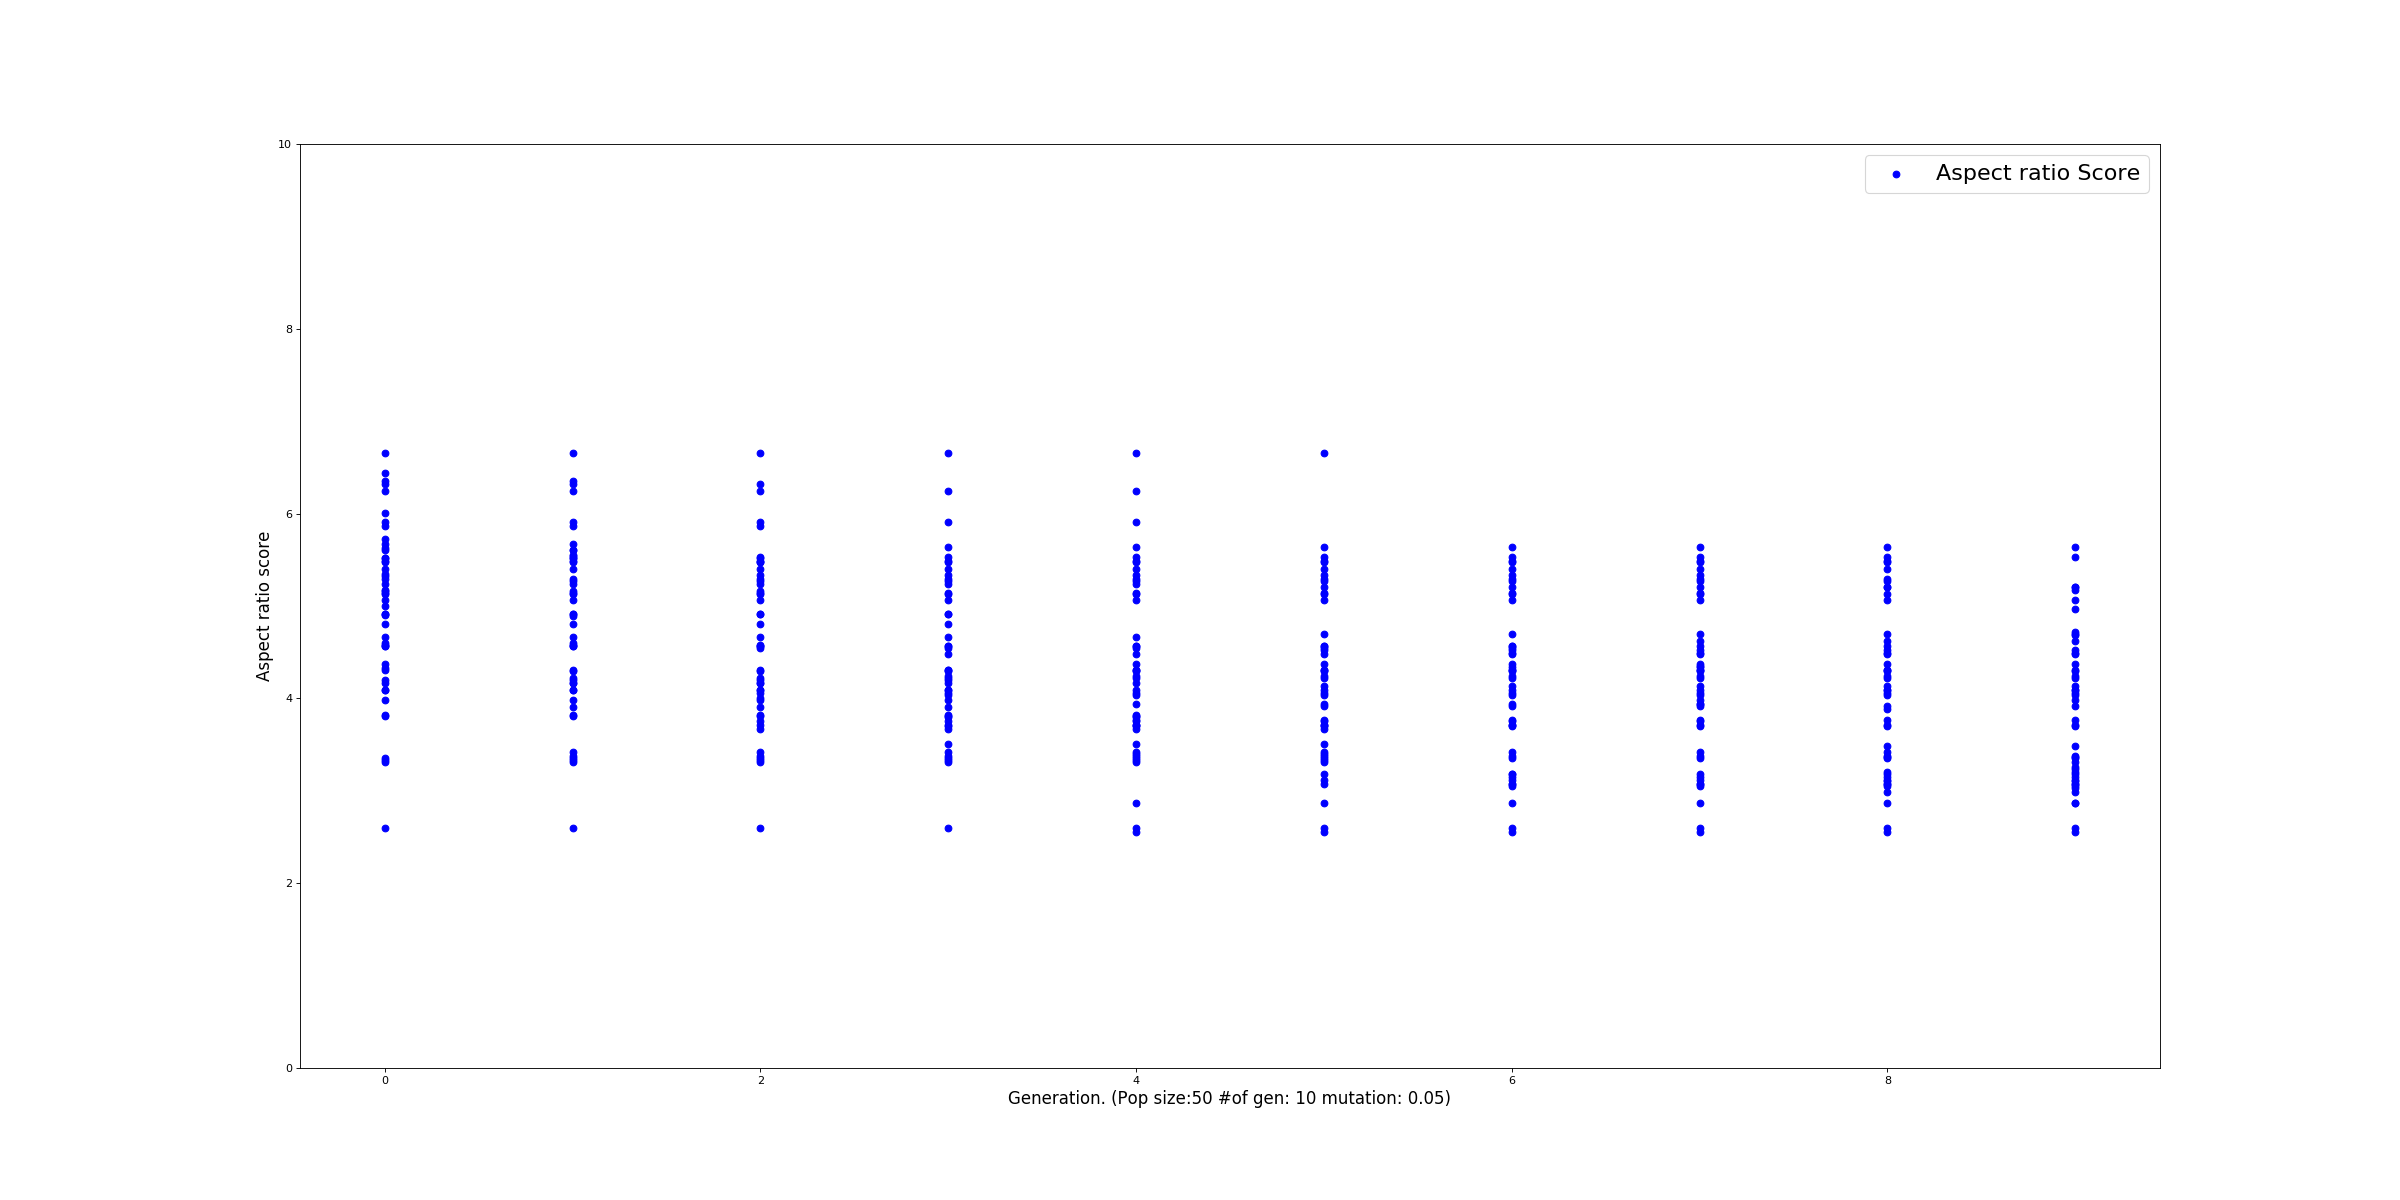 10
Aspect ratio Score
8
6
Aspect ratio score
4
2
0
0 2 4 6 8
Generation. (Pop size:50 #of gen: 10 mutation: 0.05)